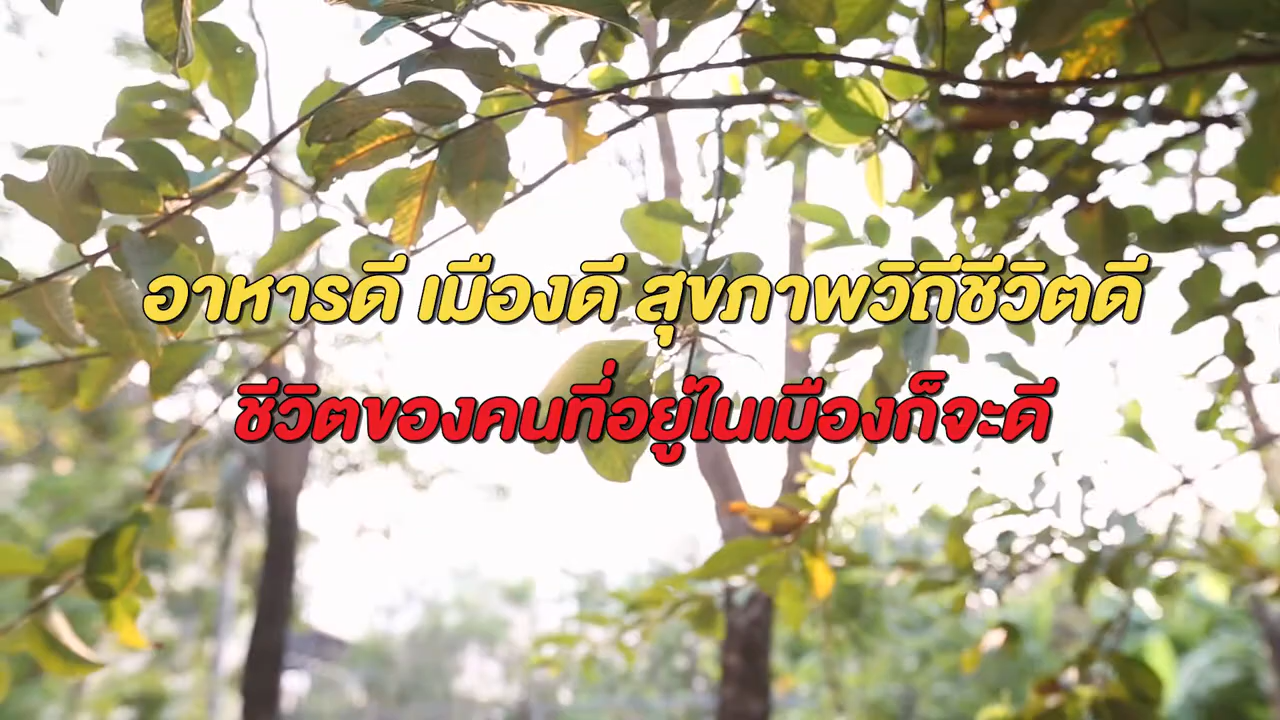 อาหารดี เมืองดี สุขภาพวิถีชีวิตดี
ชีวิตของคนที่อยู่ในเมืองก็จะดี